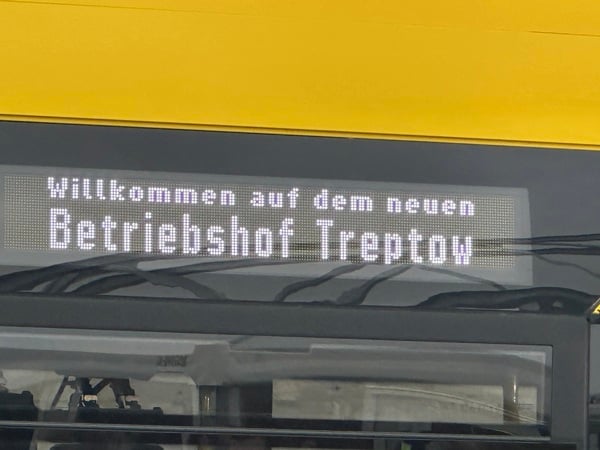 Willkommen auf dem neuen
Betriebshof Treptow